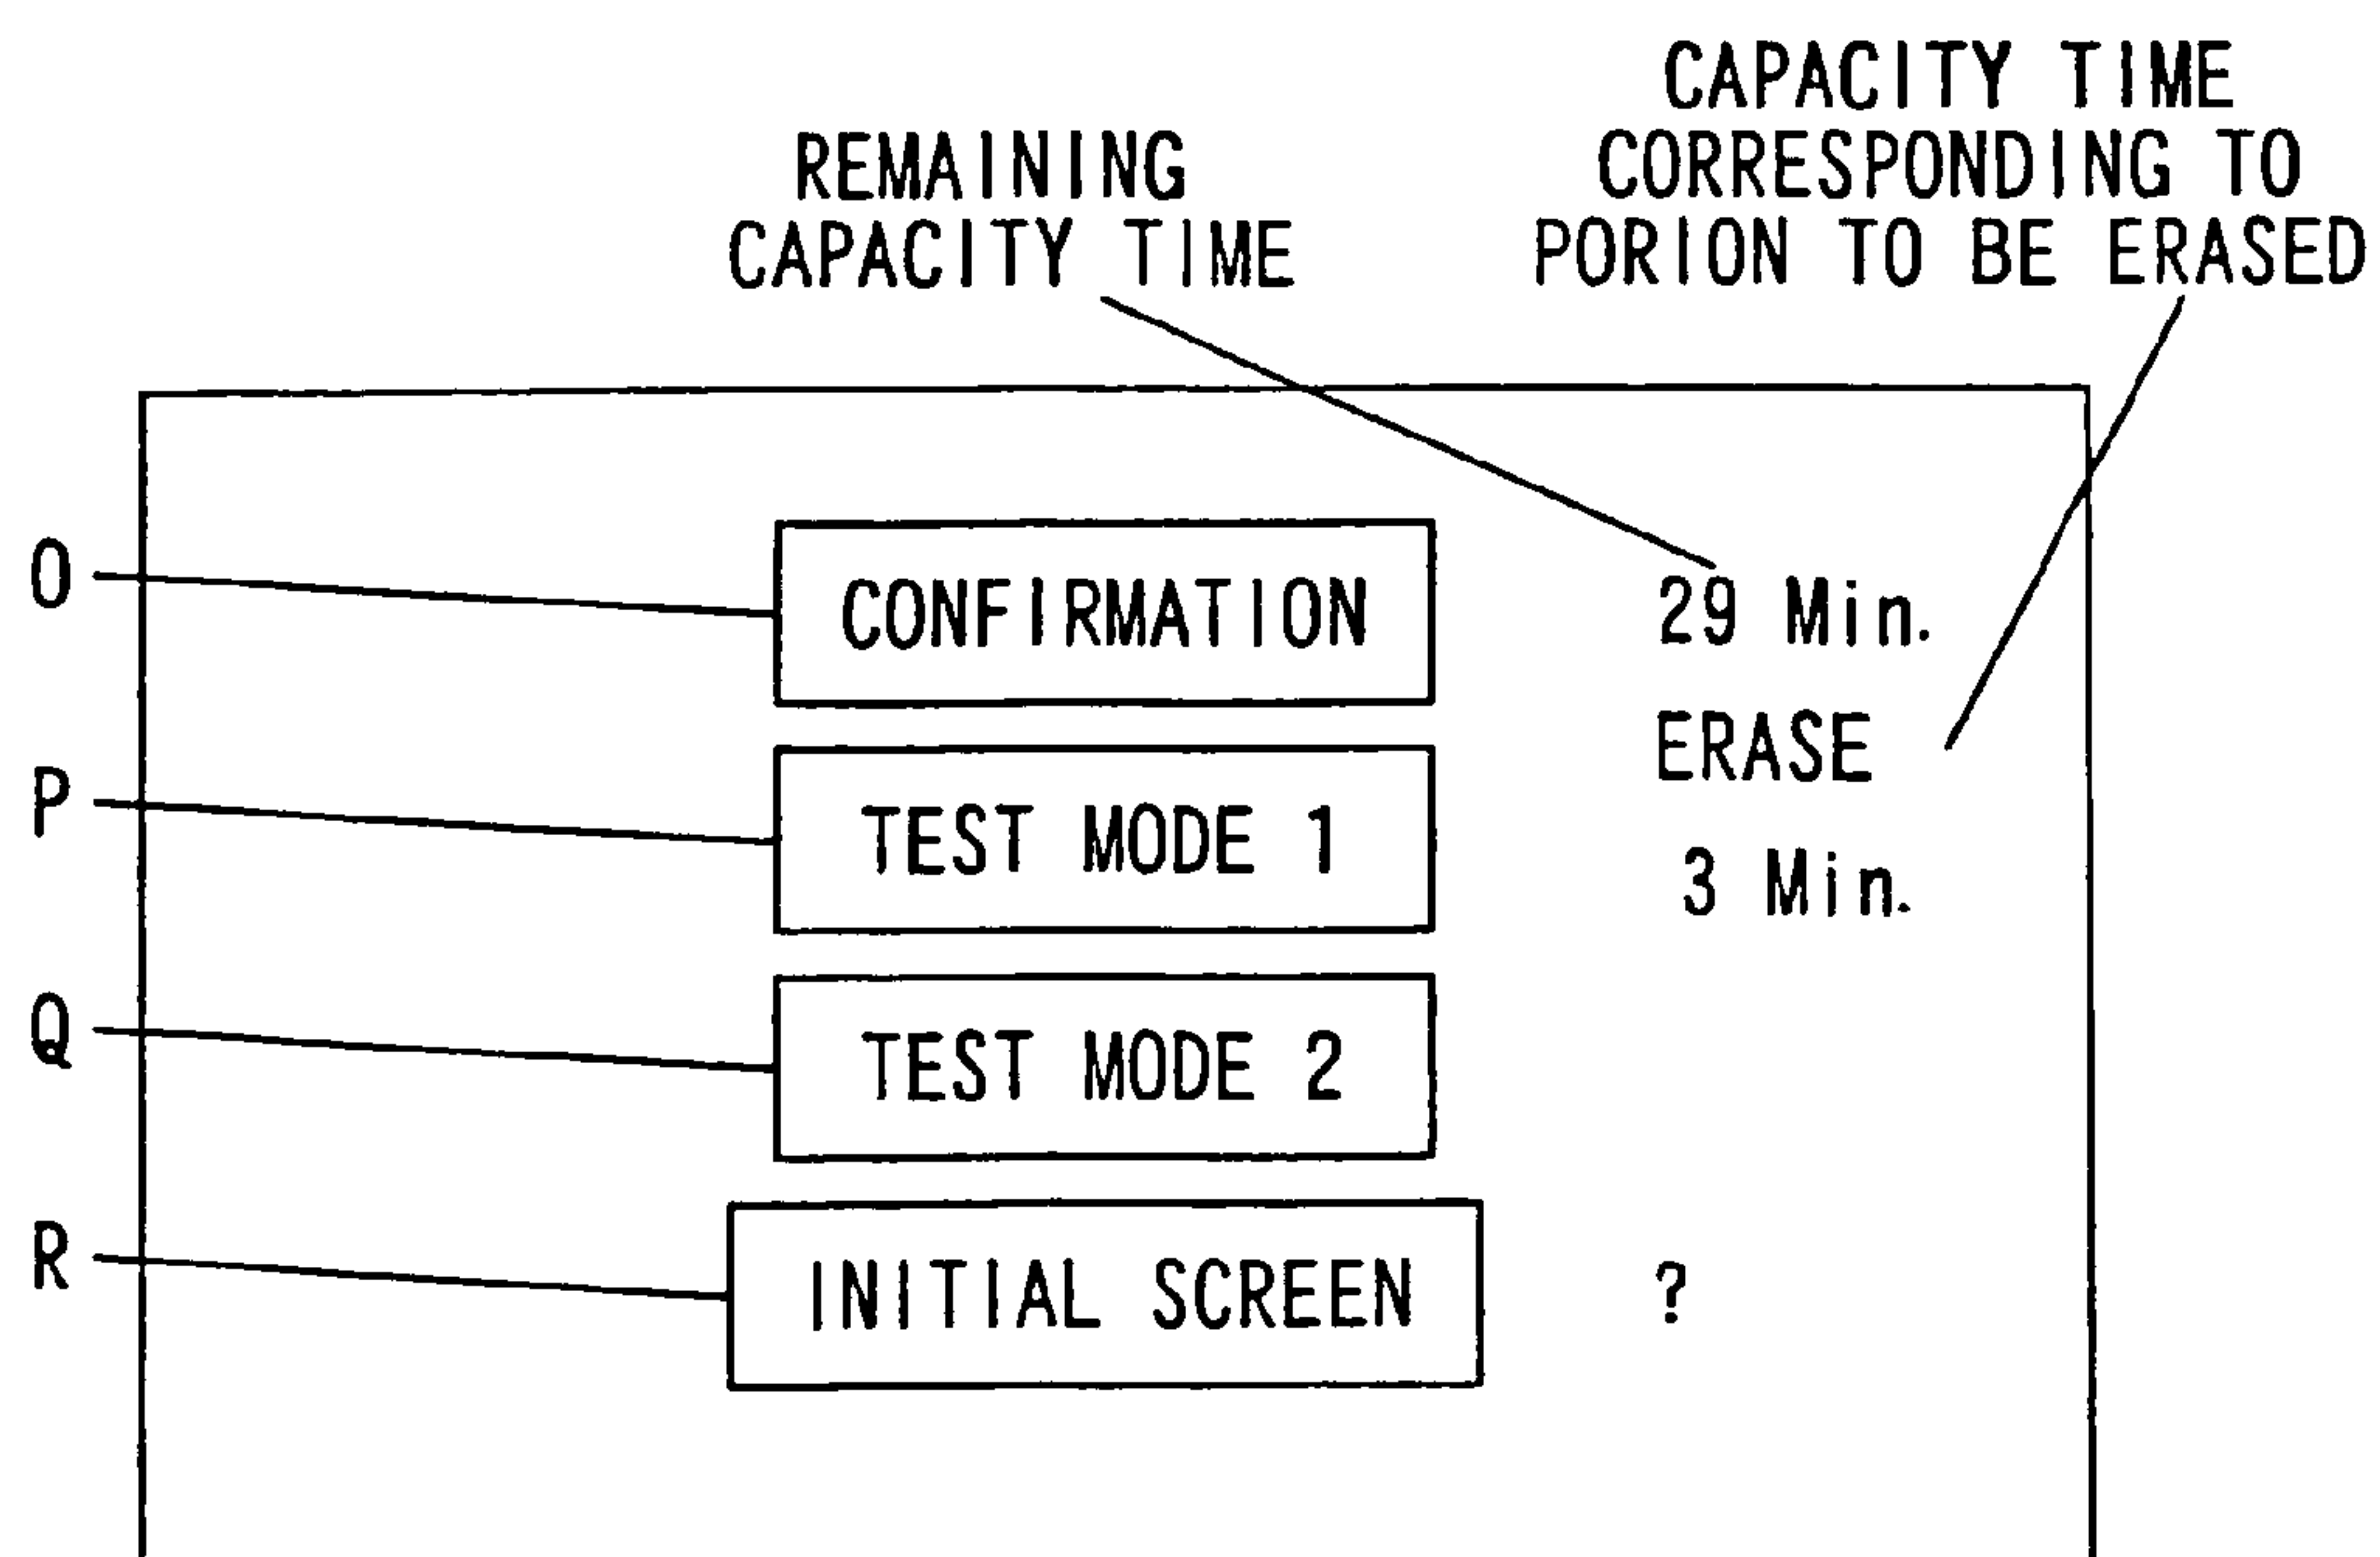 REMAINING
CAPACITY TIME
CAPACITY TIME
CORRESPONDING TO
PORION TO BE ERASED
O
CONFIRMATION
29 Min.
ERASE
P
TEST MODE 1
3 Min.
Q
TEST MODE 2
R
INITIAL SCREEN
?